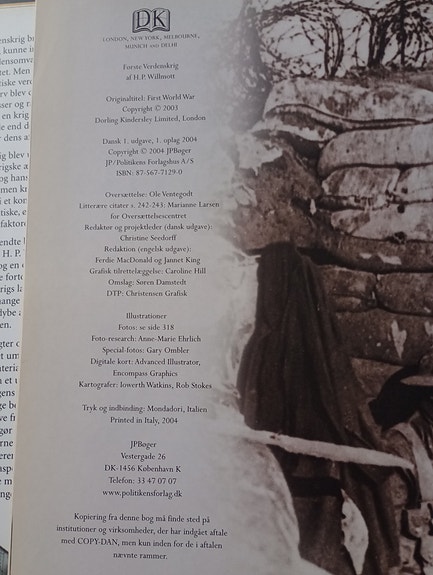 DK
LONDON, NEW YORK, MELBOURNE,
MUNICH AND DELHI
Første Verdenskrig
af H.P. Willmott
Originaltitel: First World War
Copyright © 2003
Dorling Kindersley Limited, London
Dansk 1. udgave, 1. oplag 2004
Copyright © 2004 JPBøger
JP/Politikens Forlagshus A/S
ISBN: 87-567-7129-0
Oversættelse: Ole Ventegodt
Litterære citater s. 242-243: Marianne Larsen
for Oversættelsescentret
Redaktør og projektleder (dansk udgave):
Christine Seedorff
Redaktion (engelsk udgave):
Ferdie MacDonald og Jannet King
Grafisk tilrettelæggelse: Caroline Hill
Omslag: Søren Damstedt
DTP: Christensen Grafisk
Illustrationer
Fotos: se side 318
Foto-research: Anne-Marie Ehrlich
Special-fotos: Gary Ombler
Digitale kort: Advanced Illustrator,
Encompass Graphics
Kartografer: Iowerth Watkins, Rob Stokes
Tryk og indbinding: Mondadori, Italien
Printed in Italy, 2004
JPBøger
Vestergade 26
DK-1456 København K
Telefon: 33 47 07 07
www.politikensforlag.dk
Kopiering fra denne bog må finde sted på
institutioner og virksomheder, der har indgået aftale
med COPY-DAN, men kun inden for de i aftalen
nævnte rammer.